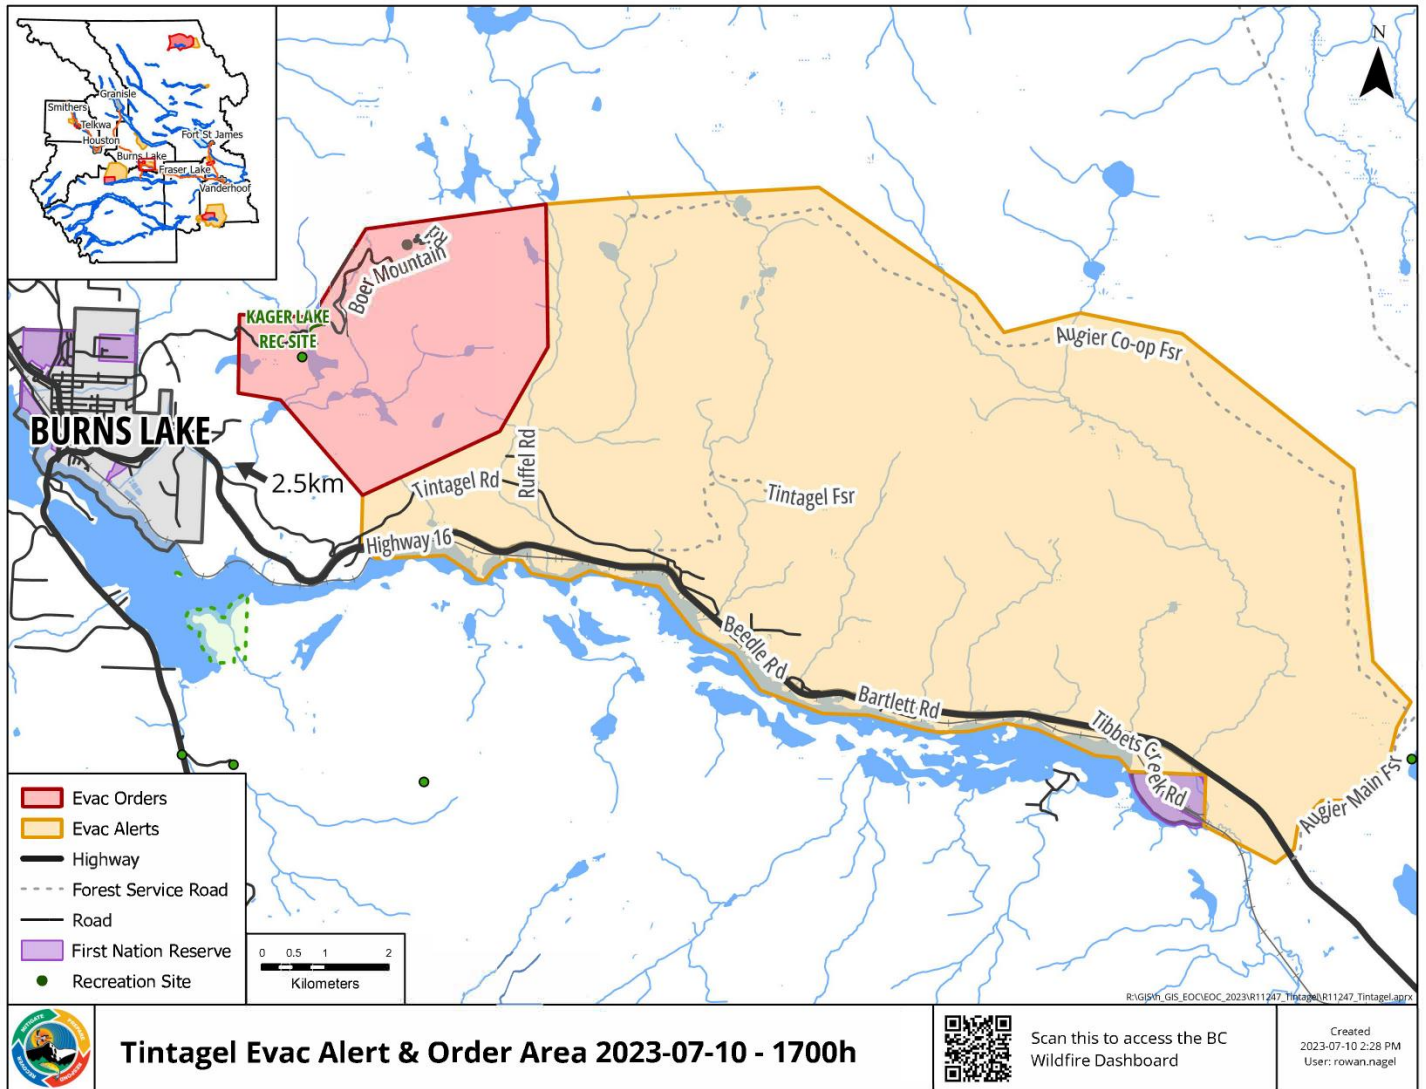 N
Granisle
Smithers
Telkwa
Houston
Fort St James
Burns Lake
Fraser Lake
Vanderhoof
Boer Mountain
Rd
KAGER LAKE
REC SITE
Augier Co-op Fsr
BURNS LAKE
2.5km
Tintagel Rd
Ruffel Rd
Tintagel Fsr
Highway 16
Beedle Rd
Bartlett Rd
Tibbets Creek Rd
Augier Main Fsr
Evac Orders
Evac Alerts
Highway
Forest Service Road
Road
First Nation Reserve
Recreation Site
0 0.5 1 2
Kilometers
R:\GIS\h_GIS_EOC\EOC_2023\R11247_Tintagel\R11247_Tintagel.aprx
MITIGATE
PREPARE
RESPOND
RECOVER
Tintagel Evac Alert & Order Area 2023-07-10 - 1700h
Scan this to access the BC
Wildfire Dashboard
Created
2023-07-10 2:28 PM
User: rowan.nagel